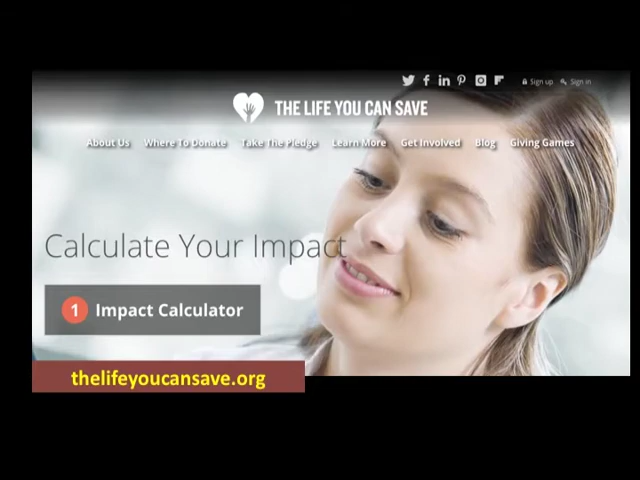 Sign up Sign in
THE LIFE YOU CAN SAVE
About Us Where To Donate Take The Pledge Learn More Get Involved Blog Giving Games
Calculate Your Impact
1 Impact Calculator
thelifeyoucansave.org